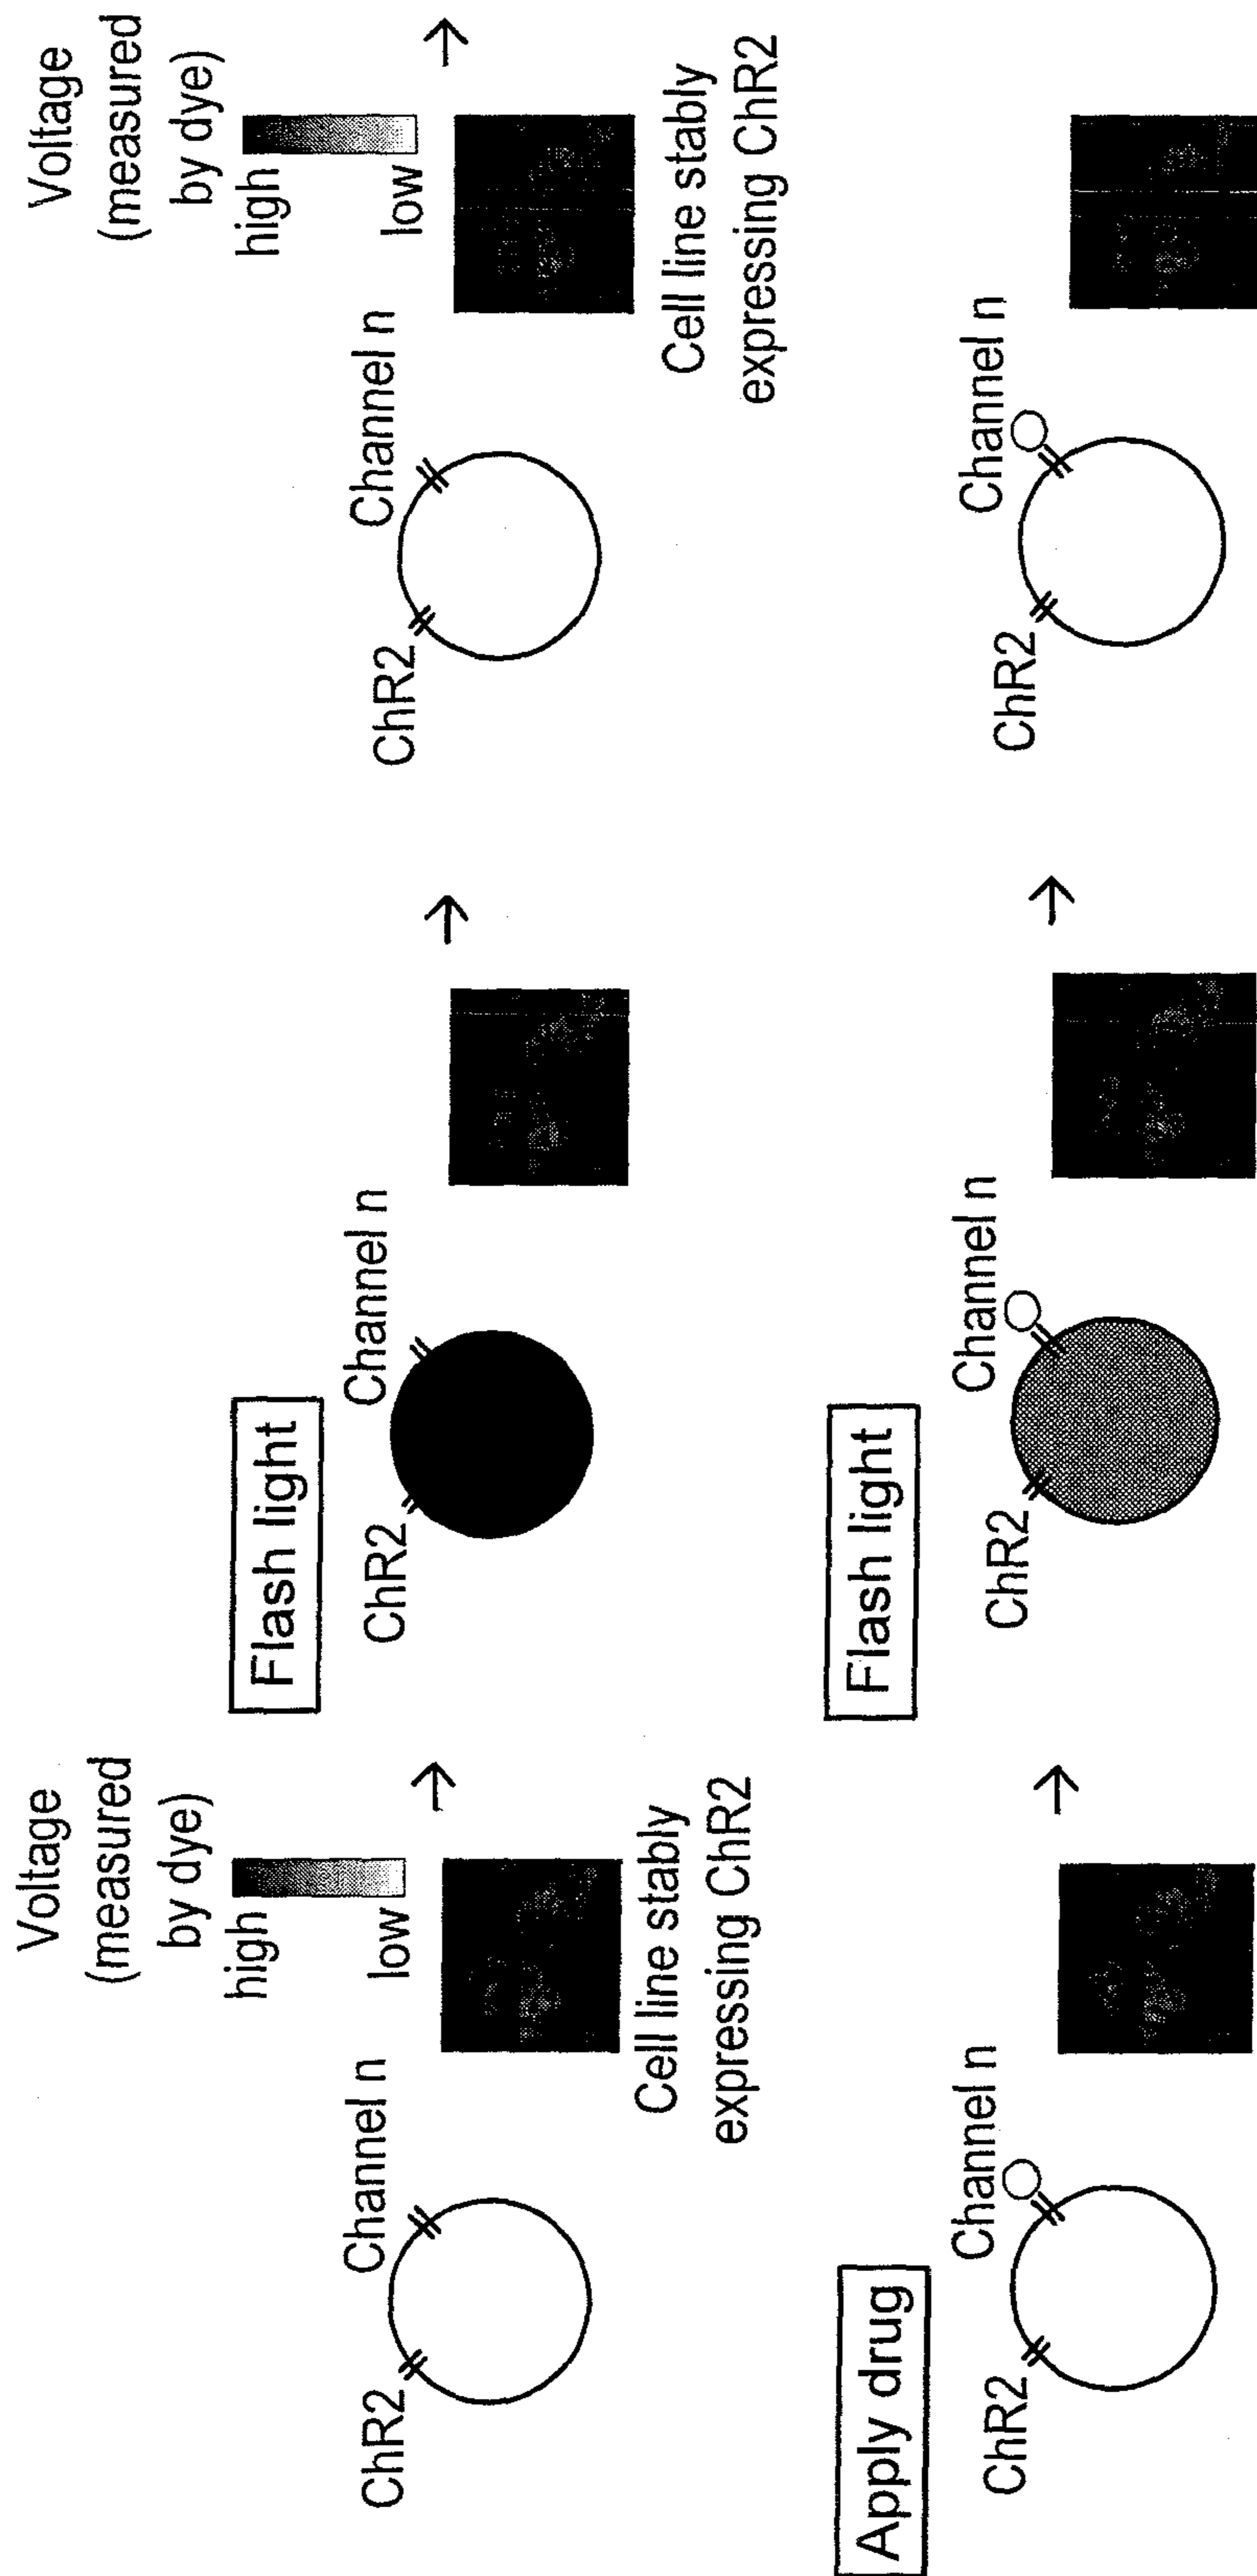 Voltage
(measured
by dye)
high
low
ChR2
Channel n
Cell line stably
expressing ChR2
Flash light
ChR2
Channel n
Voltage
(measured
by dye)
high
low
ChR2
Channel n
Cell line stably
expressing ChR2
Apply drug
ChR2
Channel n
Flash light
ChR2
Channel n
ChR2
Channel n